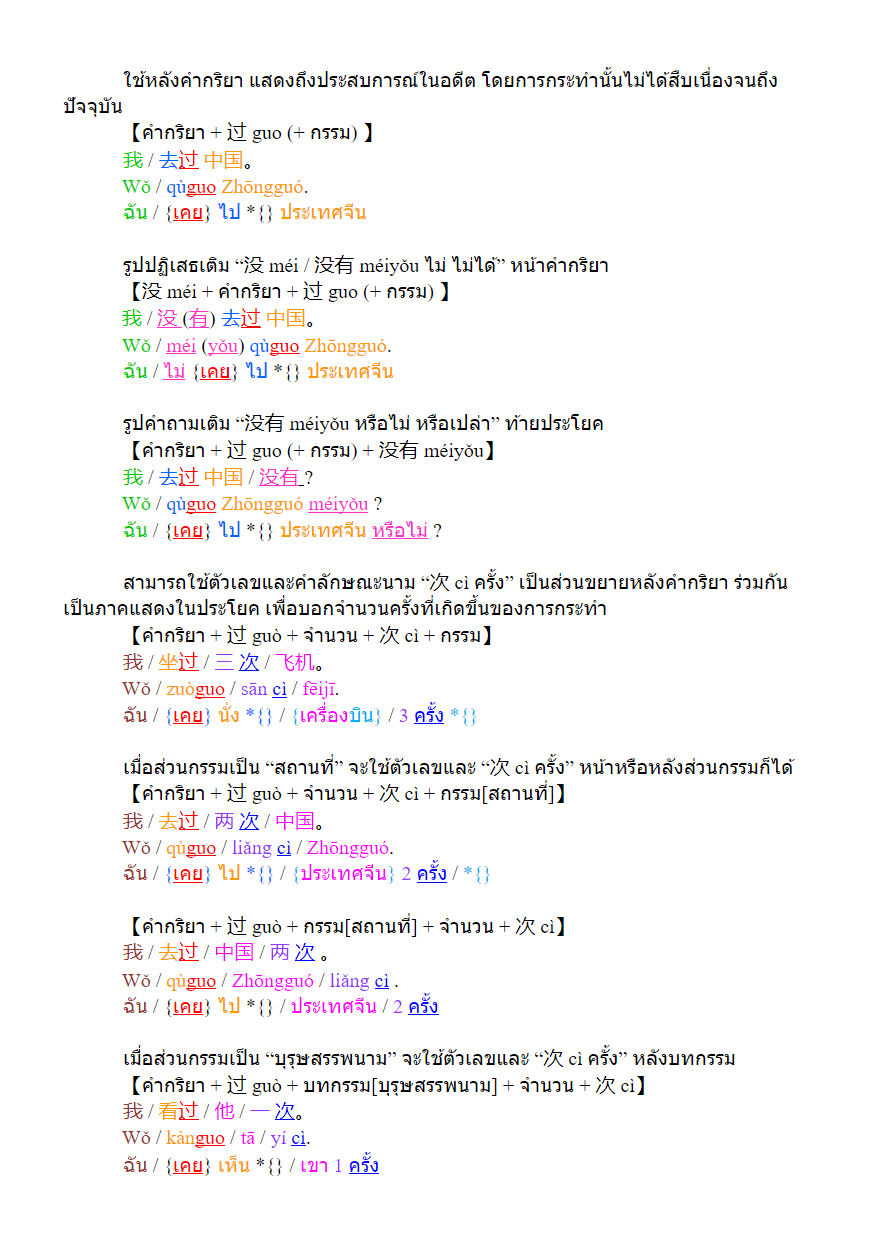 ใช้หลังคำกริยา แสดงถึงประสบการณ์ในอดีต โดยการกระทำนั้นไม่ได้สืบเนื่องจนถึง
ปัจจุบัน
【คำกริยา + 过 guo (+ กรรม) 】
我 / 去过 中国。
Wǒ / qùguo Zhōngguó.
ฉัน / {เคย} ไป *{} ประเทศจีน
รูปปฏิเสธเติม “没 méi / 没有 méiyǒu ไม่ ไม่ได้” หน้าคำกริยา
【没 méi + คำกริยา + 过 guo (+ กรรม) 】
我 / 没 (有) 去过 中国。
Wǒ / méi (yǒu) qùguo Zhōngguó.
ฉัน / ไม่ {เคย} ไป *{} ประเทศจีน
รูปคำถามเติม “没有 méiyǒu หรือไม่ หรือเปล่า” ท้ายประโยค
【คำกริยา + 过 guo (+ กรรม) + 没有 méiyǒu】
我 / 去过 中国 / 没有 ?
Wǒ / qùguo Zhōngguó méiyǒu ?
ฉัน / {เคย} ไป *{} ประเทศจีน หรือไม่ ?
สามารถใช้ตัวเลขและคำลักษณะนาม “次 cì ครั้ง” เป็นส่วนขยายหลังคำกริยา ร่วมกัน
เป็นภาคแสดงในประโยค เพื่อบอกจำนวนครั้งที่เกิดขึ้นของการกระทำ
【คำกริยา + 过 guò + จำนวน + 次 cì + กรรม】
我 / 坐过 / 三 次 / 飞机。
Wǒ / zuòguo / sān cì / fēijī.
ฉัน / {เคย} นั่ง *{} / {เครื่องบิน} / 3 ครั้ง *{}
เมื่อส่วนกรรมเป็น “สถานที่” จะใช้ตัวเลขและ “次 cì ครั้ง” หน้าหรือหลังส่วนกรรมก็ได้
【คำกริยา + 过 guò + จำนวน + 次 cì + กรรม[สถานที่]】
我 / 去过 / 两 次 / 中国。
Wǒ / qùguo / liǎng cì / Zhōngguó.
ฉัน / {เคย} ไป *{} / {ประเทศจีน} 2 ครั้ง / *{}
【คำกริยา + 过 guò + กรรม[สถานที่] + จำนวน + 次 cì】
我 / 去过 / 中国 / 两 次 。
Wǒ / qùguo / Zhōngguó / liǎng cì .
ฉัน / {เคย} ไป *{} / ประเทศจีน / 2 ครั้ง
เมื่อส่วนกรรมเป็น “บุรุษสรรพนาม” จะใช้ตัวเลขและ “次 cì ครั้ง” หลังบทกรรม
【คำกริยา + 过 guò + บทกรรม[บุรุษสรรพนาม] + จำนวน + 次 cì】
我 / 看过 / 他 / 一 次。
Wǒ / kànguo / tā / yí cì.
ฉัน / {เคย} เห็น *{} / เขา 1 ครั้ง